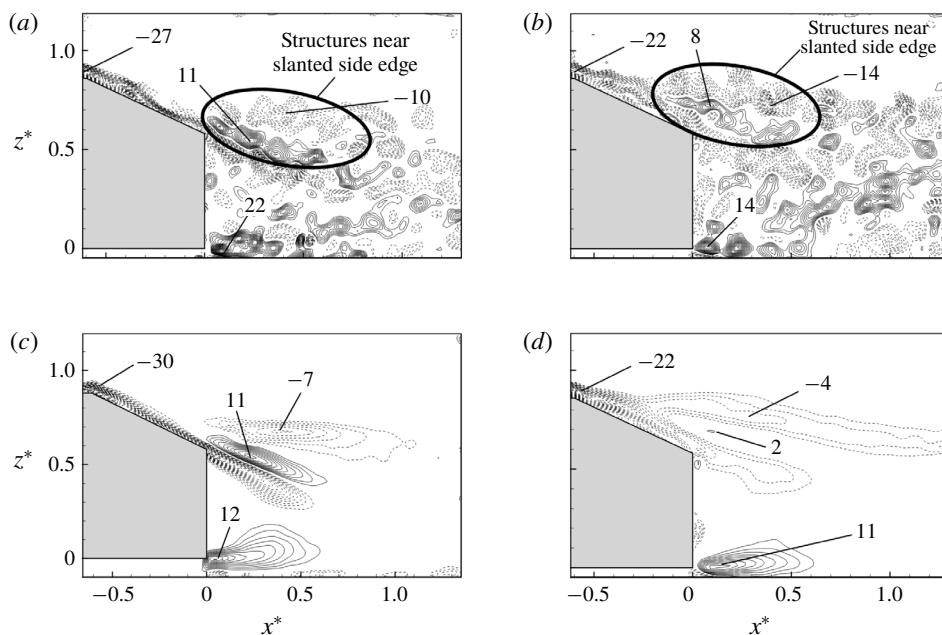 (a)
(b)
1.0
0.5
0
z*
−27
11
Structures near
slanted side edge
−10
22
−22
8
Structures near
slanted side edge
−14
14
(c)
(d)
1.0
0.5
0
z*
−30
−7
11
12
−22
−4
2
11
−0.5
0
0.5
1.0
−0.5
0
0.5
1.0
x*
x*